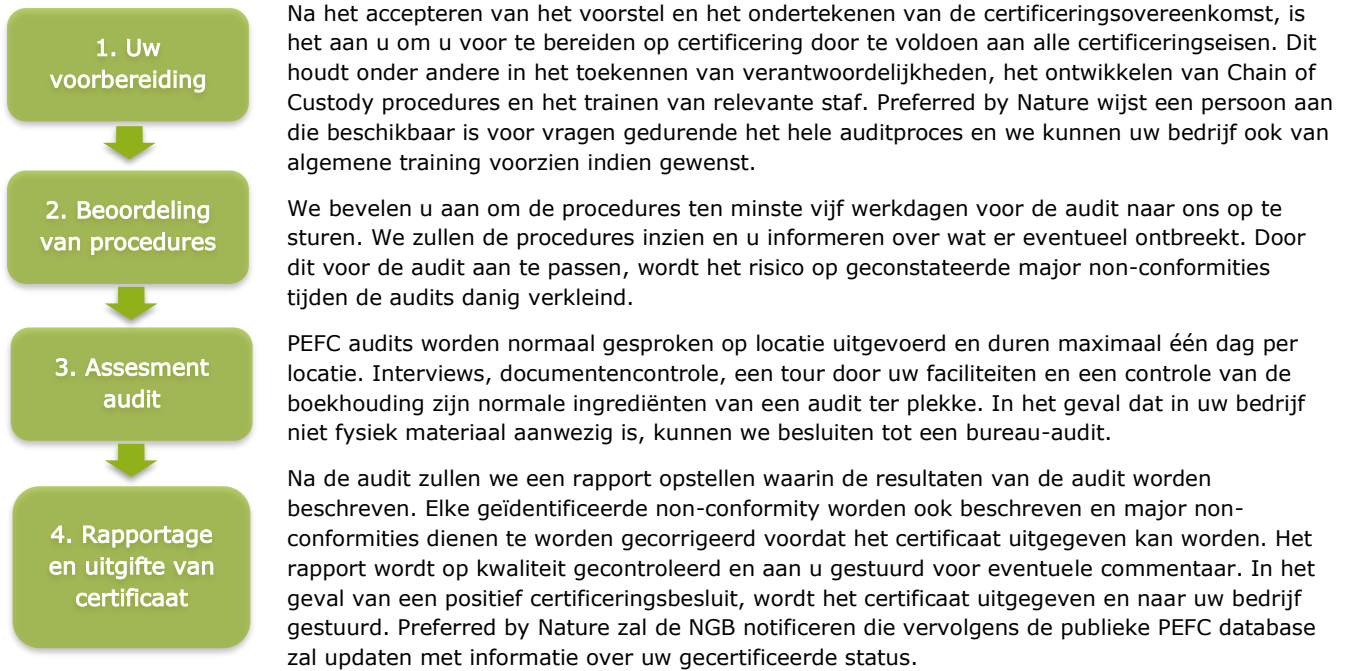 1. Uw
voorbereiding
Na het accepteren van het voorstel en het ondertekenen van de certificeringsovereenkomst, is
het aan u om u voor te bereiden op certificering door te voldoen aan alle certificeringseisen. Dit
houdt onder andere in het toekennen van verantwoordelijkheden, het ontwikkelen van Chain of
Custody procedures en het trainen van relevante staf. Preferred by Nature wijst een persoon aan
die beschikbaar is voor vragen gedurende het hele auditproces en we kunnen uw bedrijf ook van
algemene training voorzien indien gewenst.
2. Beoordeling
van procedures
We bevelen u aan om de procedures ten minste vijf werkdagen voor de audit naar ons op te
sturen. We zullen de procedures inzien en u informeren over wat er eventueel ontbreekt. Door
dit voor de audit aan te passen, wordt het risico op geconstateerde major non-conformities
tijden de audits danig verkleind.
3. Assesment
audit
PEFC audits worden normaal gesproken op locatie uitgevoerd en duren maximaal één dag per
locatie. Interviews, documentencontrole, een tour door uw faciliteiten en een controle van de
boekhouding zijn normale ingrediënten van een audit ter plekke. In het geval dat in uw bedrijf
niet fysiek materiaal aanwezig is, kunnen we besluiten tot een bureau-audit.
4. Rapportage
en uitgifte van
certificaat
Na de audit zullen we een rapport opstellen waarin de resultaten van de audit worden
beschreven. Elke geïdentificeerde non-conformity worden ook beschreven en major non-
conformities dienen te worden gecorrigeerd voordat het certificaat uitgegeven kan worden. Het
rapport wordt op kwaliteit gecontroleerd en aan u gestuurd voor eventuele commentaar. In het
geval van een positief certificeringsbesluit, wordt het certificaat uitgegeven en naar uw bedrijf
gestuurd. Preferred by Nature zal de NGB notificeren die vervolgens de publieke PEFC database
zal updaten met informatie over uw gecertificeerde status.